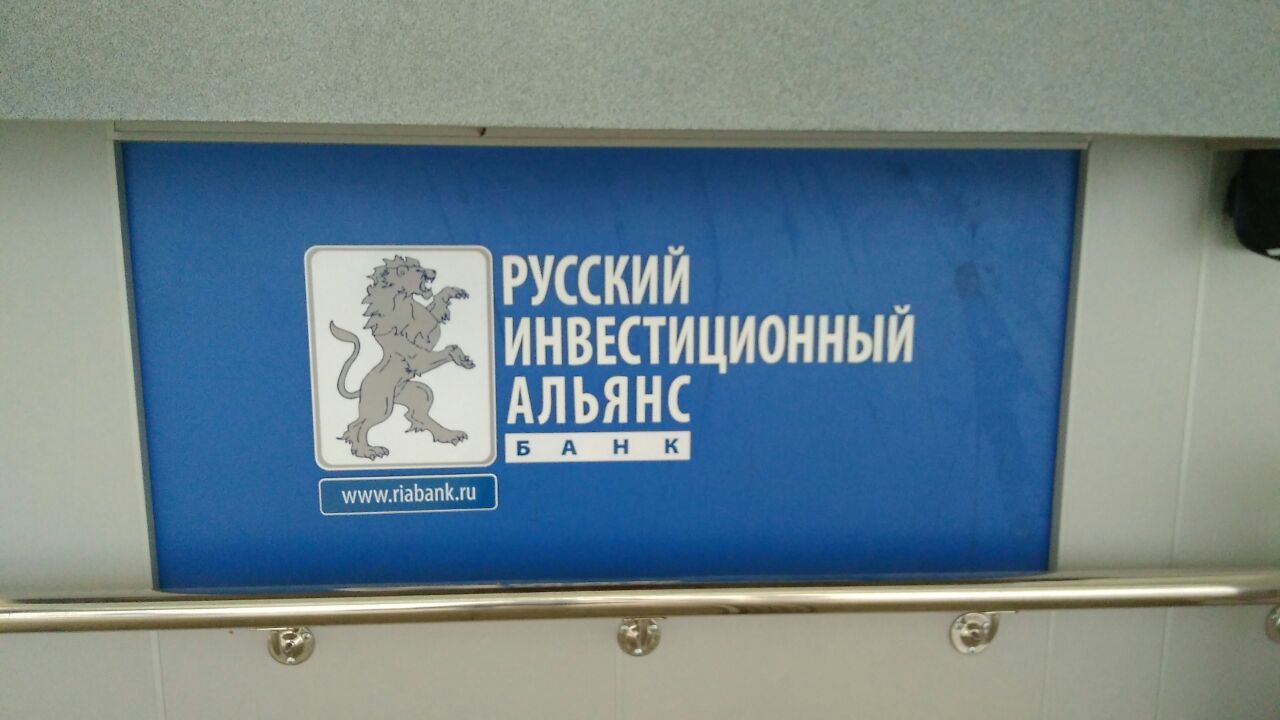 РУССКИЙ
ИНВЕСТИЦИОННЫЙ
АЛЬЯНС
БАНК
www.riabank.ru